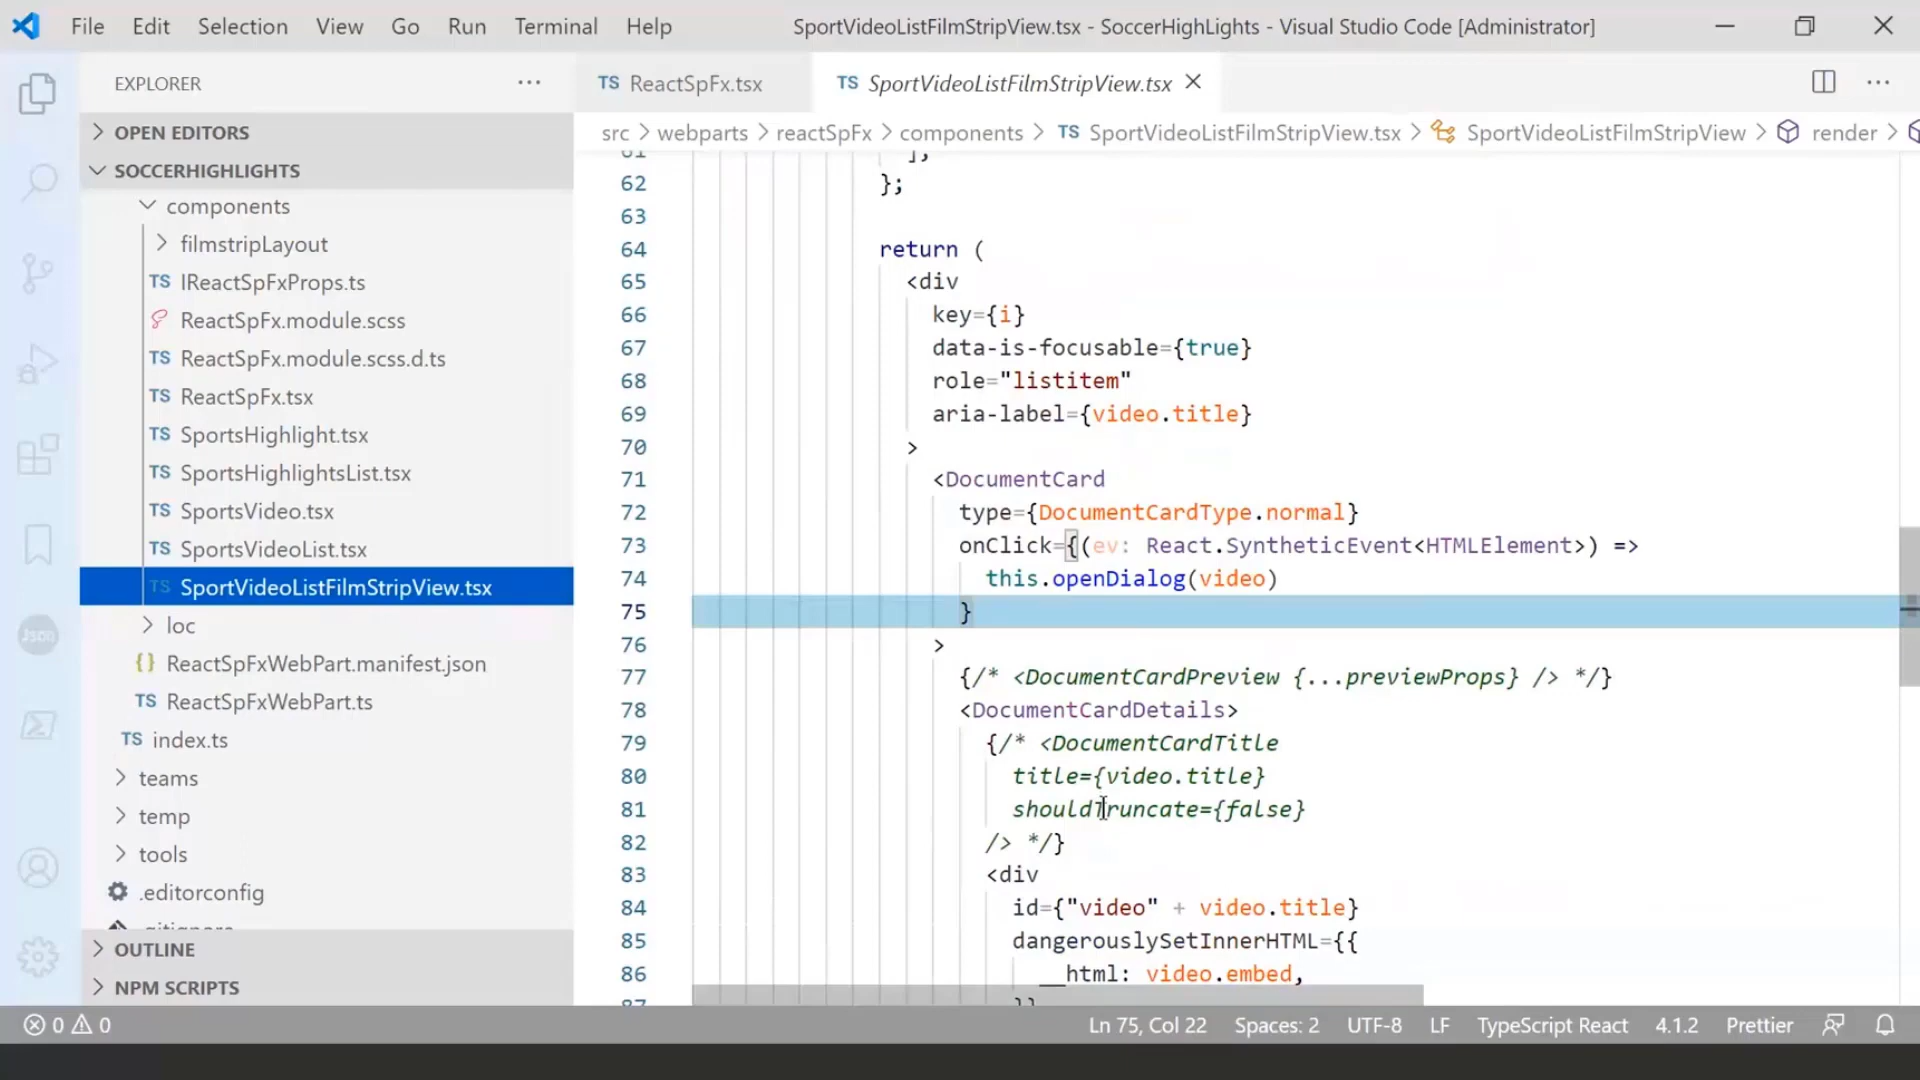 File Edit Selection View Go Run Terminal Help SportVideoListFilmStripView.tsx - SoccerHighLights - Visual Studio Code [Administrator]
EXPLORER
TS ReactSpFx.tsx TS SportVideoListFilmStripView.tsx
OPEN EDITORS
src > webparts > reactSpFx > components > TS SportVideoListFilmStripView.tsx > SportVideoListFilmStripView > render >
SOCCERHIGHLIGHTS
components
filmstripLayout
TS IReactSpFxProps.ts
ReactSpFx.module.scss
TS ReactSpFx.module.scss.d.ts
TS ReactSpFx.tsx
TS SportsHighlight.tsx
TS SportsHighlightsList.tsx
TS SportsVideo.tsx
TS SportsVideoList.tsx
TS SportVideoListFilmStripView.tsx
loc
{} ReactSpFxWebPart.manifest.json
TS ReactSpFxWebPart.ts
TS index.ts
teams
temp
tools
.editorconfig
.gitignore
OUTLINE
NPM SCRIPTS
Json
61 ];
62 };
63
64 return (
65 <div
66 key={i}
67 data-is-focusable={true}
68 role="listitem"
69 aria-label={video.title}
70 >
71 <DocumentCard
72 type={DocumentCardType.normal}
73 onClick={(ev: React.SyntheticEvent<HTMLElement>) =>
74 this.openDialog(video)
75 }
76 >
77 {/* <DocumentCardPreview {...previewProps} /> */}
78 <DocumentCardDetails>
79 {/* <DocumentCardTitle
80 title={video.title}
81 shouldTruncate={false}
82 /> */}
83 <div
84 id={"video" + video.title}
85 dangerouslySetInnerHTML={{
86 __html: video.embed,
87 }}
0 0 Ln 75, Col 22 Spaces: 2 UTF-8 LF TypeScript React 4.1.2 Prettier